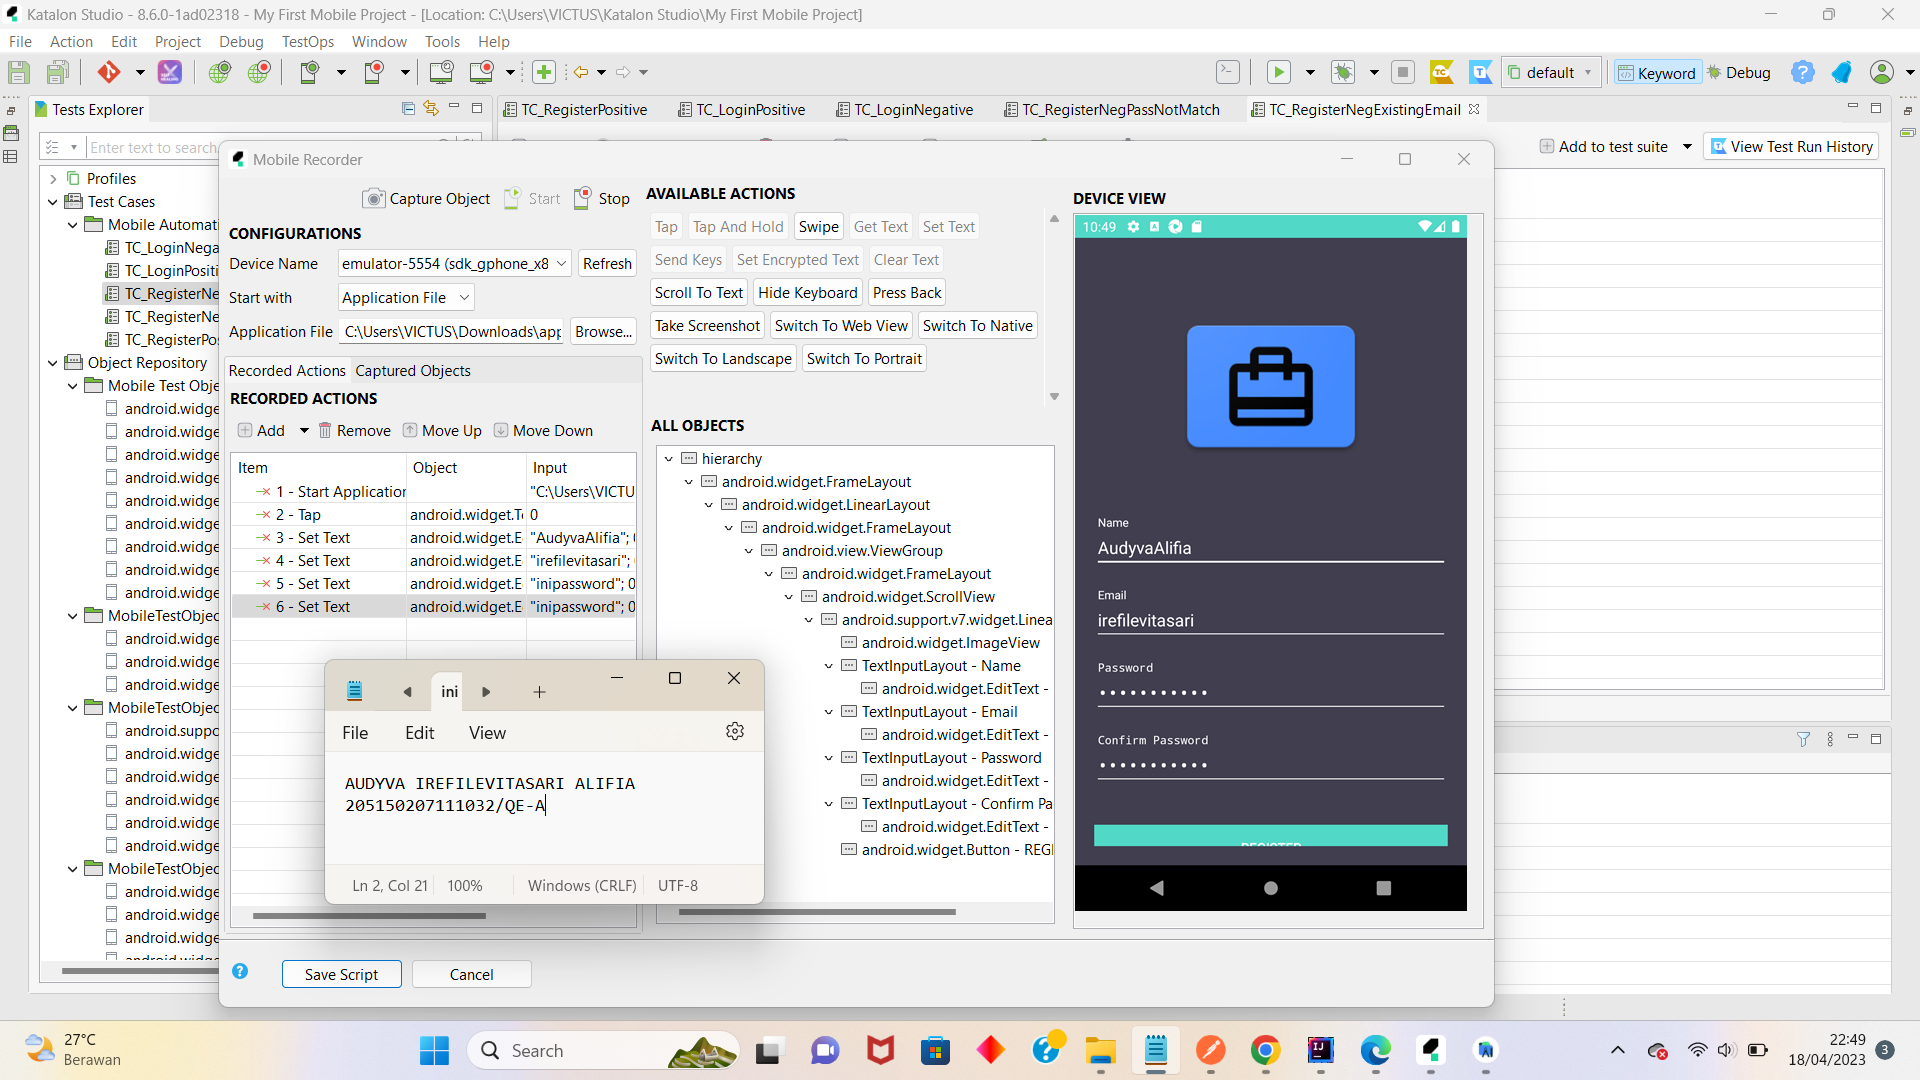 Katalon Studio - 8.6.0-1ad02318 - My First Mobile Project - [Location: C:\Users\VICTUS\Katalon Studio\My First Mobile Project]
File Action Edit Project Debug TestOps Window Tools Help
default Keyword Debug
Tests Explorer
TC_RegisterPositive TC_LoginPositive TC_LoginNegative TC_RegisterNegPassNotMatch TC_RegisterNegExistingEmail
Enter text to search.
Add to test suite View Test Run History
Profiles
Test Cases
Mobile Automati
TC_LoginNega
TC_LoginPositi
TC_RegisterNe
TC_RegisterNe
TC_RegisterPos
Object Repository
Mobile Test Obje
android.widge
android.widge
android.widge
android.widge
android.widge
android.widge
android.widge
android.widge
android.widge
MobileTestObjec
android.widge
android.widge
android.widge
MobileTestObjec
android.suppo
android.widge
android.widge
android.widge
android.widge
android.widge
MobileTestObjec
android.widge
android.widge
android.widge
Mobile Recorder
Capture Object Start Stop
CONFIGURATIONS
Device Name emulator-5554 (sdk_gphone_x8 Refresh
Start with Application File
Application File C:\Users\VICTUS\Downloads\app Browse...
Recorded Actions Captured Objects
RECORDED ACTIONS
Add Remove Move Up Move Down
Item Object Input
1 - Start Application "C:\Users\VICTU
2 - Tap android.widget.Te 0
3 - Set Text android.widget.E "AudyvaAlifia"; 0
4 - Set Text android.widget.E "irefilevitasari"; 0
5 - Set Text android.widget.E "inipassword"; 0
6 - Set Text android.widget.E "inipassword"; 0
AVAILABLE ACTIONS
Tap Tap And Hold Swipe Get Text Set Text
Send Keys Set Encrypted Text Clear Text
Scroll To Text Hide Keyboard Press Back
Take Screenshot Switch To Web View Switch To Native
Switch To Landscape Switch To Portrait
ALL OBJECTS
hierarchy
android.widget.FrameLayout
android.widget.LinearLayout
android.widget.FrameLayout
android.view.ViewGroup
android.widget.FrameLayout
android.widget.ScrollView
android.support.v7.widget.Linea
android.widget.ImageView
TextInputLayout - Name
android.widget.EditText -
TextInputLayout - Email
android.widget.EditText -
TextInputLayout - Password
android.widget.EditText -
TextInputLayout - Confirm Pa
android.widget.EditText -
android.widget.Button - REGI
DEVICE VIEW
10:49
Name
AudyvaAlifia
Email
irefilevitasari
Password
Confirm Password
REGISTER
ini
File Edit View
AUDYVA IREFILEVITASARI ALIFIA
205150207111032/QE-A
Ln 2, Col 21 100% Windows (CRLF) UTF-8
Save Script Cancel
27°C
Berawan
Search
22:49
18/04/2023
3